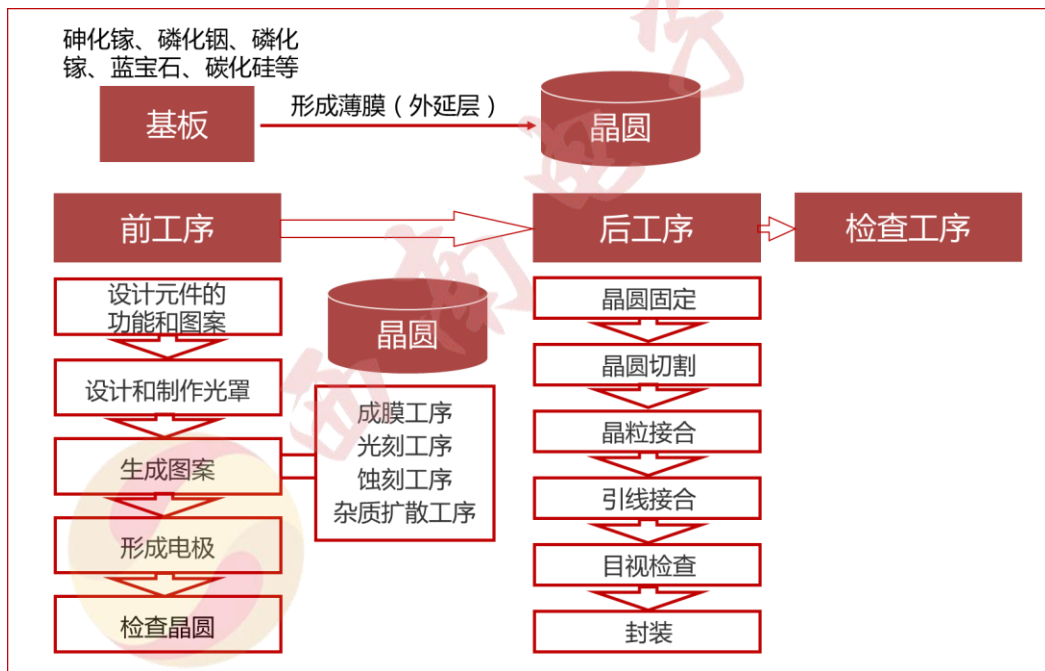 砷化镓、磷化铟、磷化
镓、蓝宝石、碳化硅等
基板
形成薄膜（外延层）
晶圆
前工序
后工序
检查工序
设计元件的
功能和图案
设计和制作光罩
生成图案
形成电极
检查晶圆
晶圆
成膜工序
光刻工序
蚀刻工序
杂质扩散工序
晶圆固定
晶圆切割
晶粒接合
引线接合
目视检查
封装